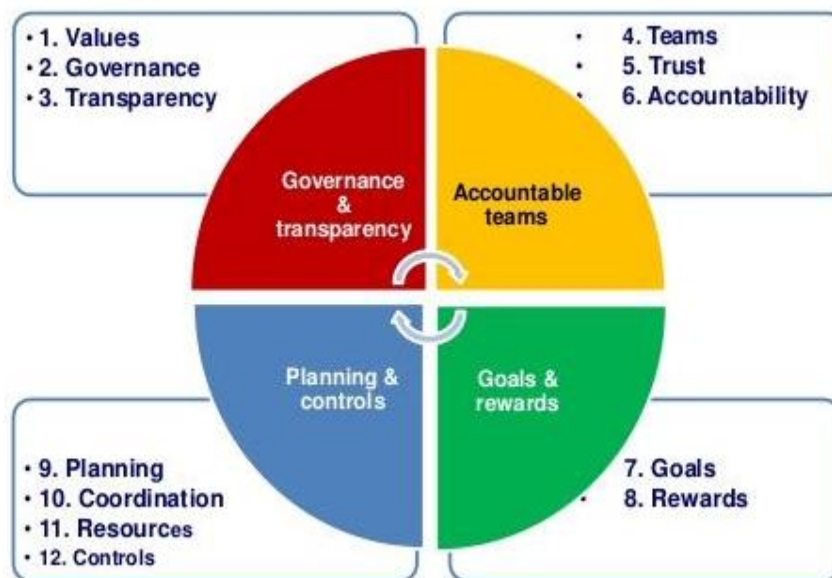 • 1. Values
• 2. Governance
• 3. Transparency
• 4. Teams
• 5. Trust
• 6. Accountability
Governance
&
transparency
Accountable
teams
Planning &
controls
Goals &
rewards
• 9. Planning
• 10. Coordination
• 11. Resources
• 12. Controls
7. Goals
• 8. Rewards